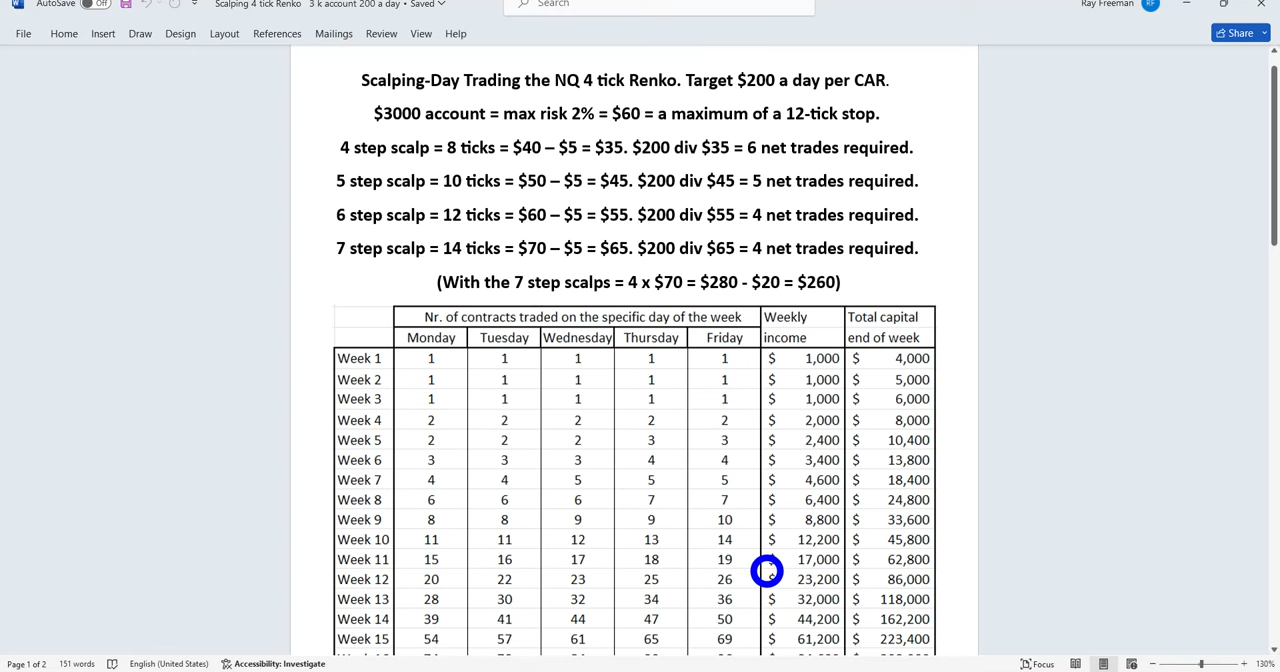 AutoSave Off Scalping 4 tick Renko 3 k account 200 a day • Saved Search Ray Freeman RF
File Home Insert Draw Design Layout References Mailings Review View Help Share
Scalping-Day Trading the NQ 4 tick Renko. Target $200 a day per CAR.
$3000 account = max risk 2% = $60 = a maximum of a 12-tick stop.
4 step scalp = 8 ticks = $40 – $5 = $35. $200 div $35 = 6 net trades required.
5 step scalp = 10 ticks = $50 – $5 = $45. $200 div $45 = 5 net trades required.
6 step scalp = 12 ticks = $60 – $5 = $55. $200 div $55 = 4 net trades required.
7 step scalp = 14 ticks = $70 – $5 = $65. $200 div $65 = 4 net trades required.
(With the 7 step scalps = 4 x $70 = $280 - $20 = $260)
Nr. of contracts traded on the specific day of the week Weekly Total capital
Monday Tuesday Wednesday Thursday Friday income end of week
Week 1 1 1 1 1 1 $ 1,000 $ 4,000
Week 2 1 1 1 1 1 $ 1,000 $ 5,000
Week 3 1 1 1 1 1 $ 1,000 $ 6,000
Week 4 2 2 2 2 2 $ 2,000 $ 8,000
Week 5 2 2 2 3 3 $ 2,400 $ 10,400
Week 6 3 3 3 4 4 $ 3,400 $ 13,800
Week 7 4 4 5 5 5 $ 4,600 $ 18,400
Week 8 6 6 6 7 7 $ 6,400 $ 24,800
Week 9 8 8 9 9 10 $ 8,800 $ 33,600
Week 10 11 11 12 13 14 $ 12,200 $ 45,800
Week 11 15 16 17 18 19 $ 17,000 $ 62,800
Week 12 20 22 23 25 26 $ 23,200 $ 86,000
Week 13 28 30 32 34 36 $ 32,000 $ 118,000
Week 14 39 41 44 47 50 $ 44,200 $ 162,200
Week 15 54 57 61 65 69 $ 61,200 $ 223,400
Page 1 of 2 151 words English (United States) Accessibility: Investigate Focus 130%